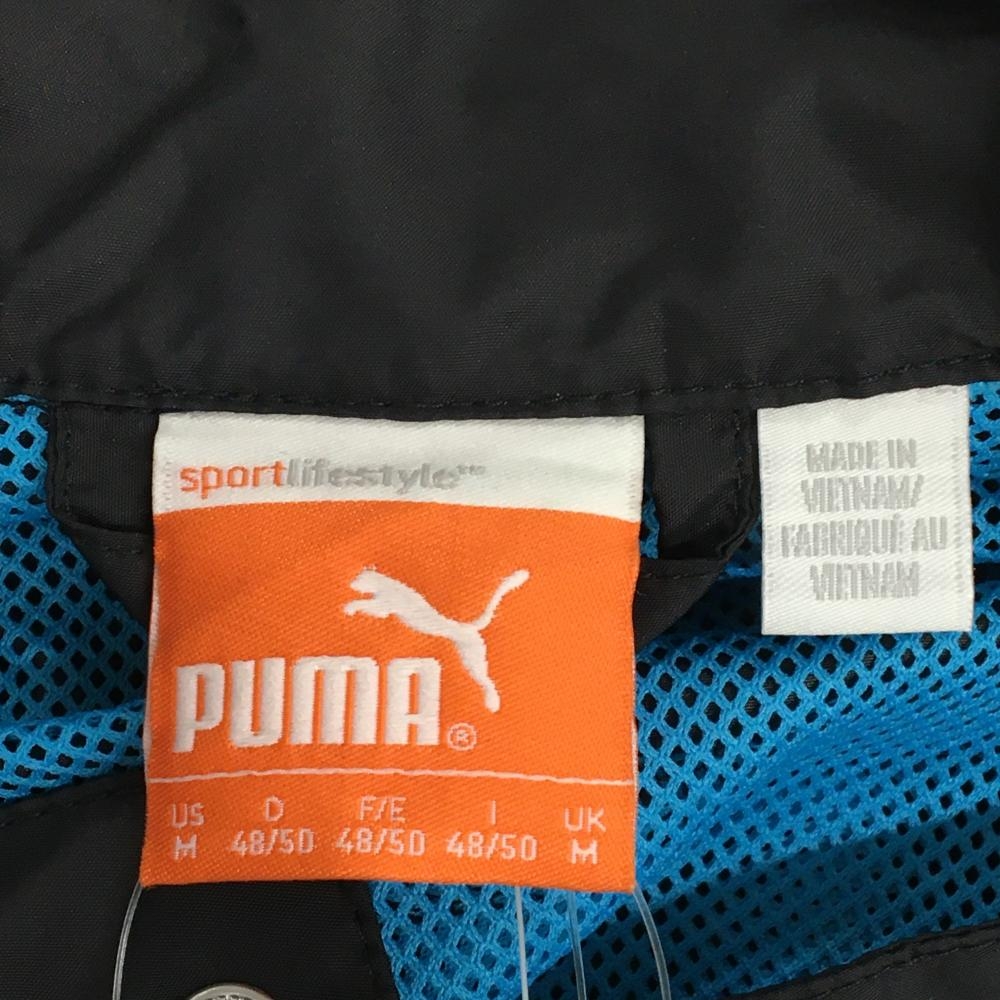 sportlifestyle™
PUMA®
US D F/E I UK
M 48/50 48/50 48/50 M
MADE IN
VIETNAM/
FABRIQUÉ AU
VIETNAM